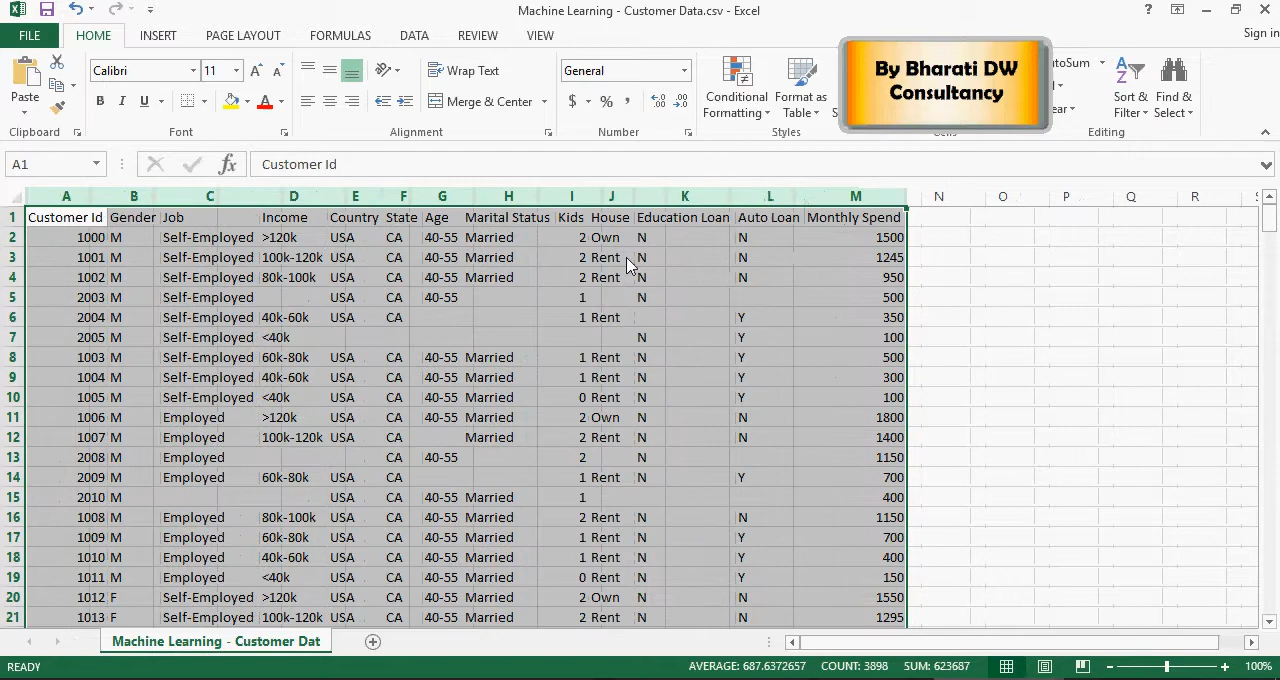 Machine Learning - Customer Data.csv - Excel
Sign in
FILE HOME INSERT PAGE LAYOUT FORMULAS DATA REVIEW VIEW
By Bharati DW
Consultancy
Paste
Calibri 11
B I U
Wrap Text
Merge & Center
General
$ % ,
Conditional
Formatting
Format as
Table
Sort &
Filter
Find &
Select
Clipboard Font Alignment Number Styles Editing
A1 fx Customer Id
A B C D E F G H I J K L M N O P Q R
1 Customer Id Gender Job Income Country State Age Marital Status Kids House Education Loan Auto Loan Monthly Spend
2 1000 M Self-Employed >120k USA CA 40-55 Married 2 Own N N 1500
3 1001 M Self-Employed 100k-120k USA CA 40-55 Married 2 Rent N N 1245
4 1002 M Self-Employed 80k-100k USA CA 40-55 Married 2 Rent N N 950
5 2003 M Self-Employed USA CA 40-55 1 N 500
6 2004 M Self-Employed 40k-60k USA CA 1 Rent Y 350
7 2005 M Self-Employed <40k N Y 100
8 1003 M Self-Employed 60k-80k USA CA 40-55 Married 1 Rent N Y 500
9 1004 M Self-Employed 40k-60k USA CA 40-55 Married 1 Rent N Y 300
10 1005 M Self-Employed <40k USA CA 40-55 Married 0 Rent N Y 100
11 1006 M Employed >120k USA CA 40-55 Married 2 Own N N 1800
12 1007 M Employed 100k-120k USA CA Married 2 Rent N N 1400
13 2008 M Employed CA 40-55 2 N 1150
14 2009 M Employed 60k-80k USA CA 1 Rent N Y 700
15 2010 M USA CA 40-55 Married 1 400
16 1008 M Employed 80k-100k USA CA 40-55 Married 2 Rent N N 1150
17 1009 M Employed 60k-80k USA CA 40-55 Married 1 Rent N Y 700
18 1010 M Employed 40k-60k USA CA 40-55 Married 1 Rent N Y 400
19 1011 M Employed <40k USA CA 40-55 Married 0 Rent N Y 150
20 1012 F Self-Employed >120k USA CA 40-55 Married 2 Own N N 1550
21 1013 F Self-Employed 100k-120k USA CA 40-55 Married 2 Rent N N 1295
Machine Learning - Customer Dat
READY AVERAGE: 687.6372657 COUNT: 3898 SUM: 623687 100%